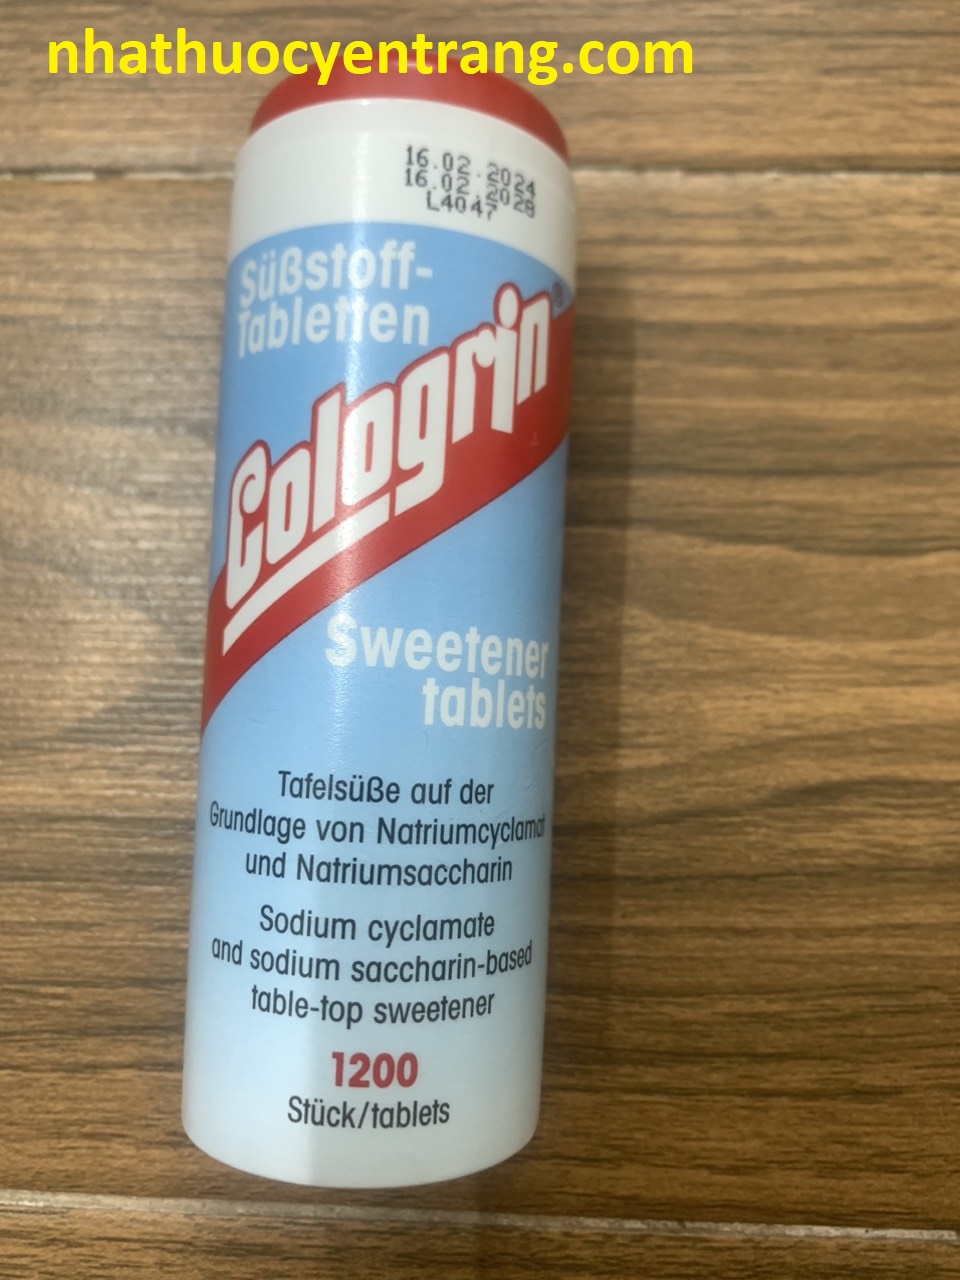 nhathuocyentrang.com
16.02.2024
16.02.2028
L4047
Süßstoff-
Tabletten
Cologrin®
Sweetener
tablets
Tafelsüße auf der
Grundlage von Natriumcyclamat
und Natriumsaccharin
Sodium cyclamate
and sodium saccharin-based
table-top sweetener
1200
Stück/tablets